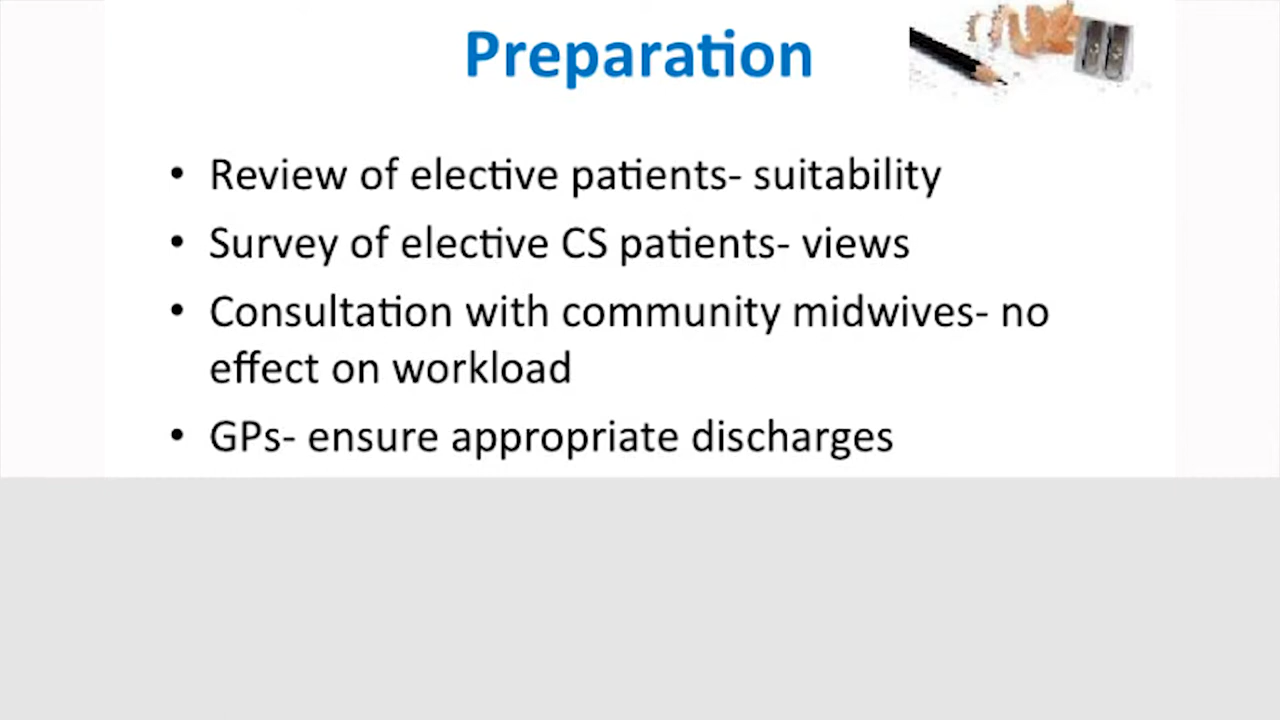 Preparation
• Review of elective patients- suitability
• Survey of elective CS patients- views
• Consultation with community midwives- no
effect on workload
• GPs- ensure appropriate discharges